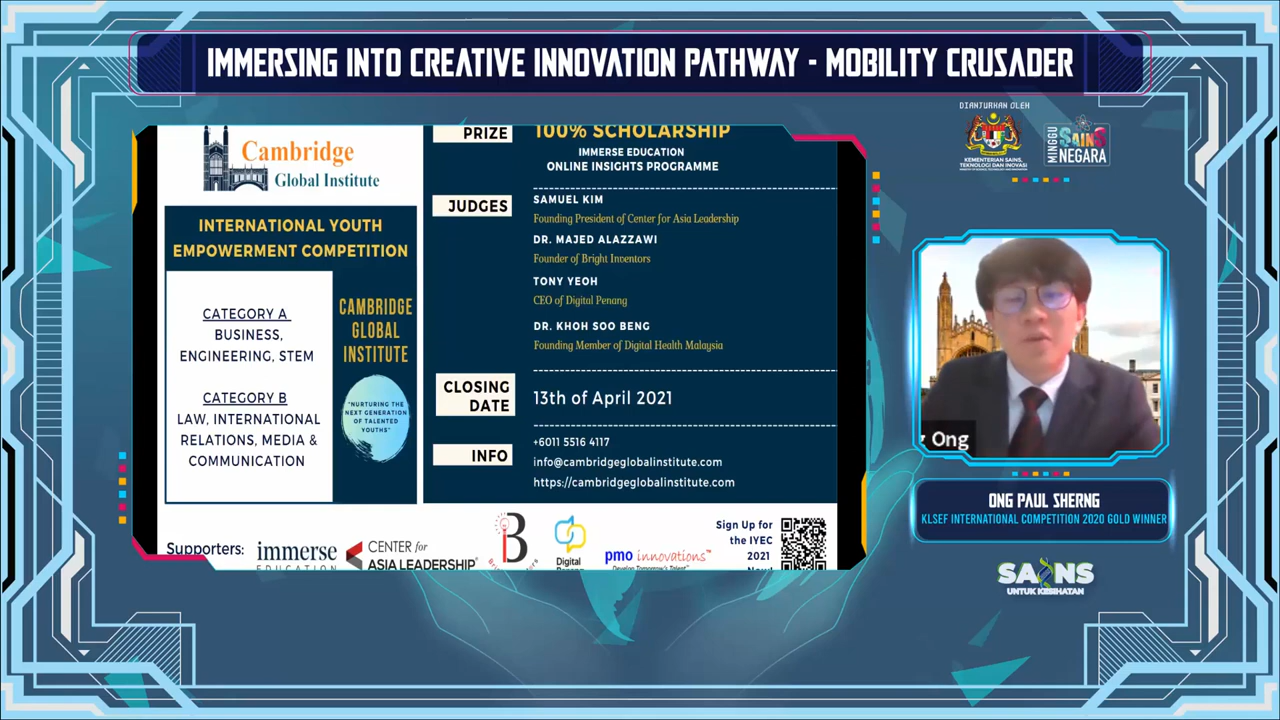 IMMERSING INTO CREATIVE INNOVATION PATHWAY - MOBILITY CRUSADER
DIANJURKAN OLEH
KEMENTERIAN SAINS,
TEKNOLOGI DAN INOVASI
MINGGU
SAINS
NEGARA
Cambridge
Global Institute
INTERNATIONAL YOUTH
EMPOWERMENT COMPETITION
CATEGORY A
BUSINESS,
ENGINEERING, STEM
CATEGORY B
LAW, INTERNATIONAL
RELATIONS, MEDIA &
COMMUNICATION
CAMBRIDGE
GLOBAL
INSTITUTE
"NURTURING THE
NEXT GENERATION
OF TALENTED
YOUTHS"
PRIZE
100% SCHOLARSHIP
IMMERSE EDUCATION
ONLINE INSIGHTS PROGRAMME
JUDGES
SAMUEL KIM
Founding President of Center for Asia Leadership
DR. MAJED ALAZZAWI
Founder of Bright Inventors
TONY YEOH
CEO of Digital Penang
DR. KHOH SOO BENG
Founding Member of Digital Health Malaysia
CLOSING
DATE
13th of April 2021
INFO
+6011 5516 4117
info@cambridgeglobalinstitute.com
https://cambridgeglobalinstitute.com
Supporters:
immerse
EDUCATION
CENTER for
ASIA LEADERSHIP
Digital
pmo innovations™
Develop Tomorrow's Talent™
Sign Up for
the IYEC
2021
Ong
ONG PAUL SHERNG
KLSEF INTERNATIONAL COMPETITION 2020 GOLD WINNER
SAINS
UNTUK KESIHATAN